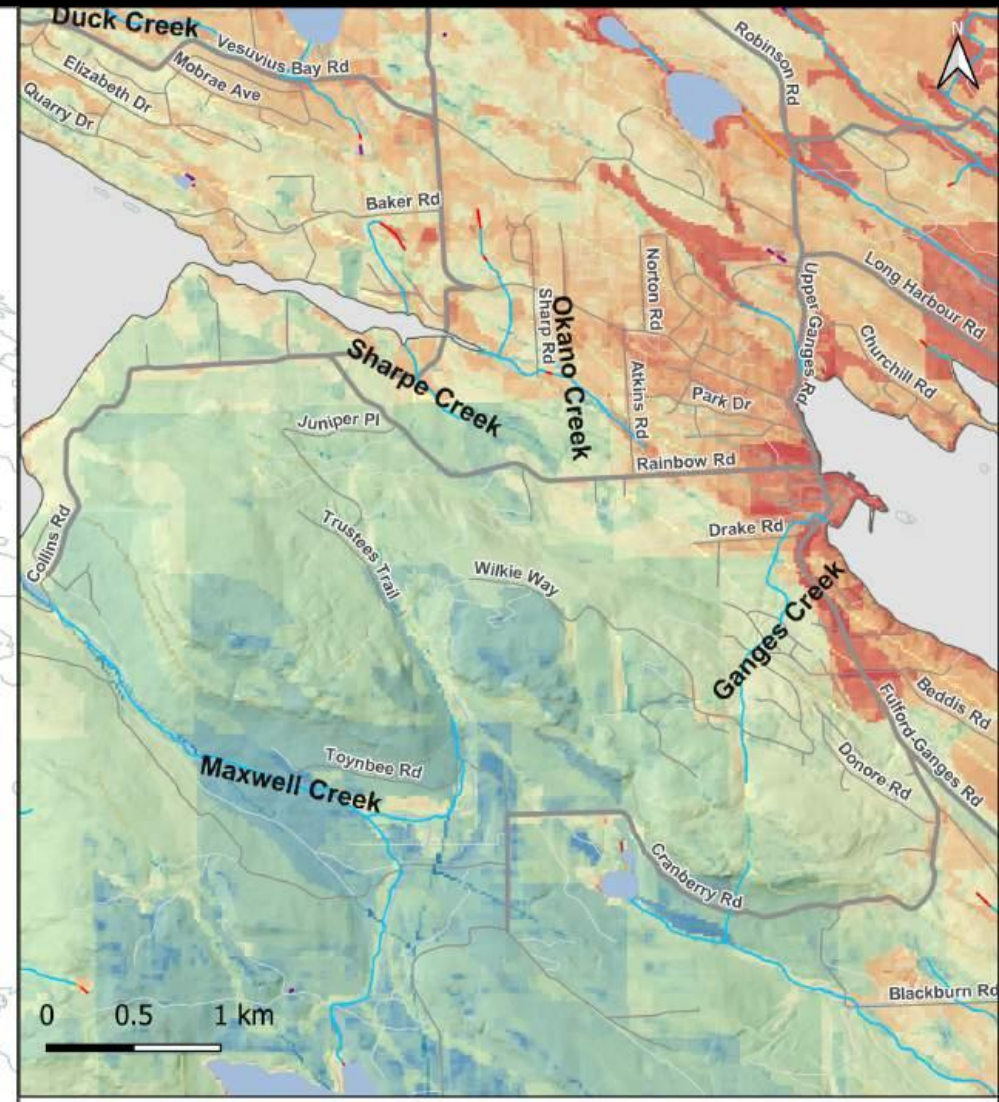 Duck Creek
Vesuvius Bay Rd
Mobrae Ave
Elizabeth Dr
Quarry Dr
Robinson Rd
N
Baker Rd
Norton Rd
Long Harbour Rd
Upper Ganges Rd
Churchill Rd
Okano Creek
Sharp Rd
Sharpe Creek
Atkins Rd
Park Dr
Juniper Pl
Rainbow Rd
Collins Rd
Trustees Trail
Drake Rd
Wilkie Way
Ganges Creek
Beddis Rd
Fulford-Ganges Rd
Donore Rd
Toynbee Rd
Maxwell Creek
Cranberry Rd
Blackburn Rd
0 0.5 1 km